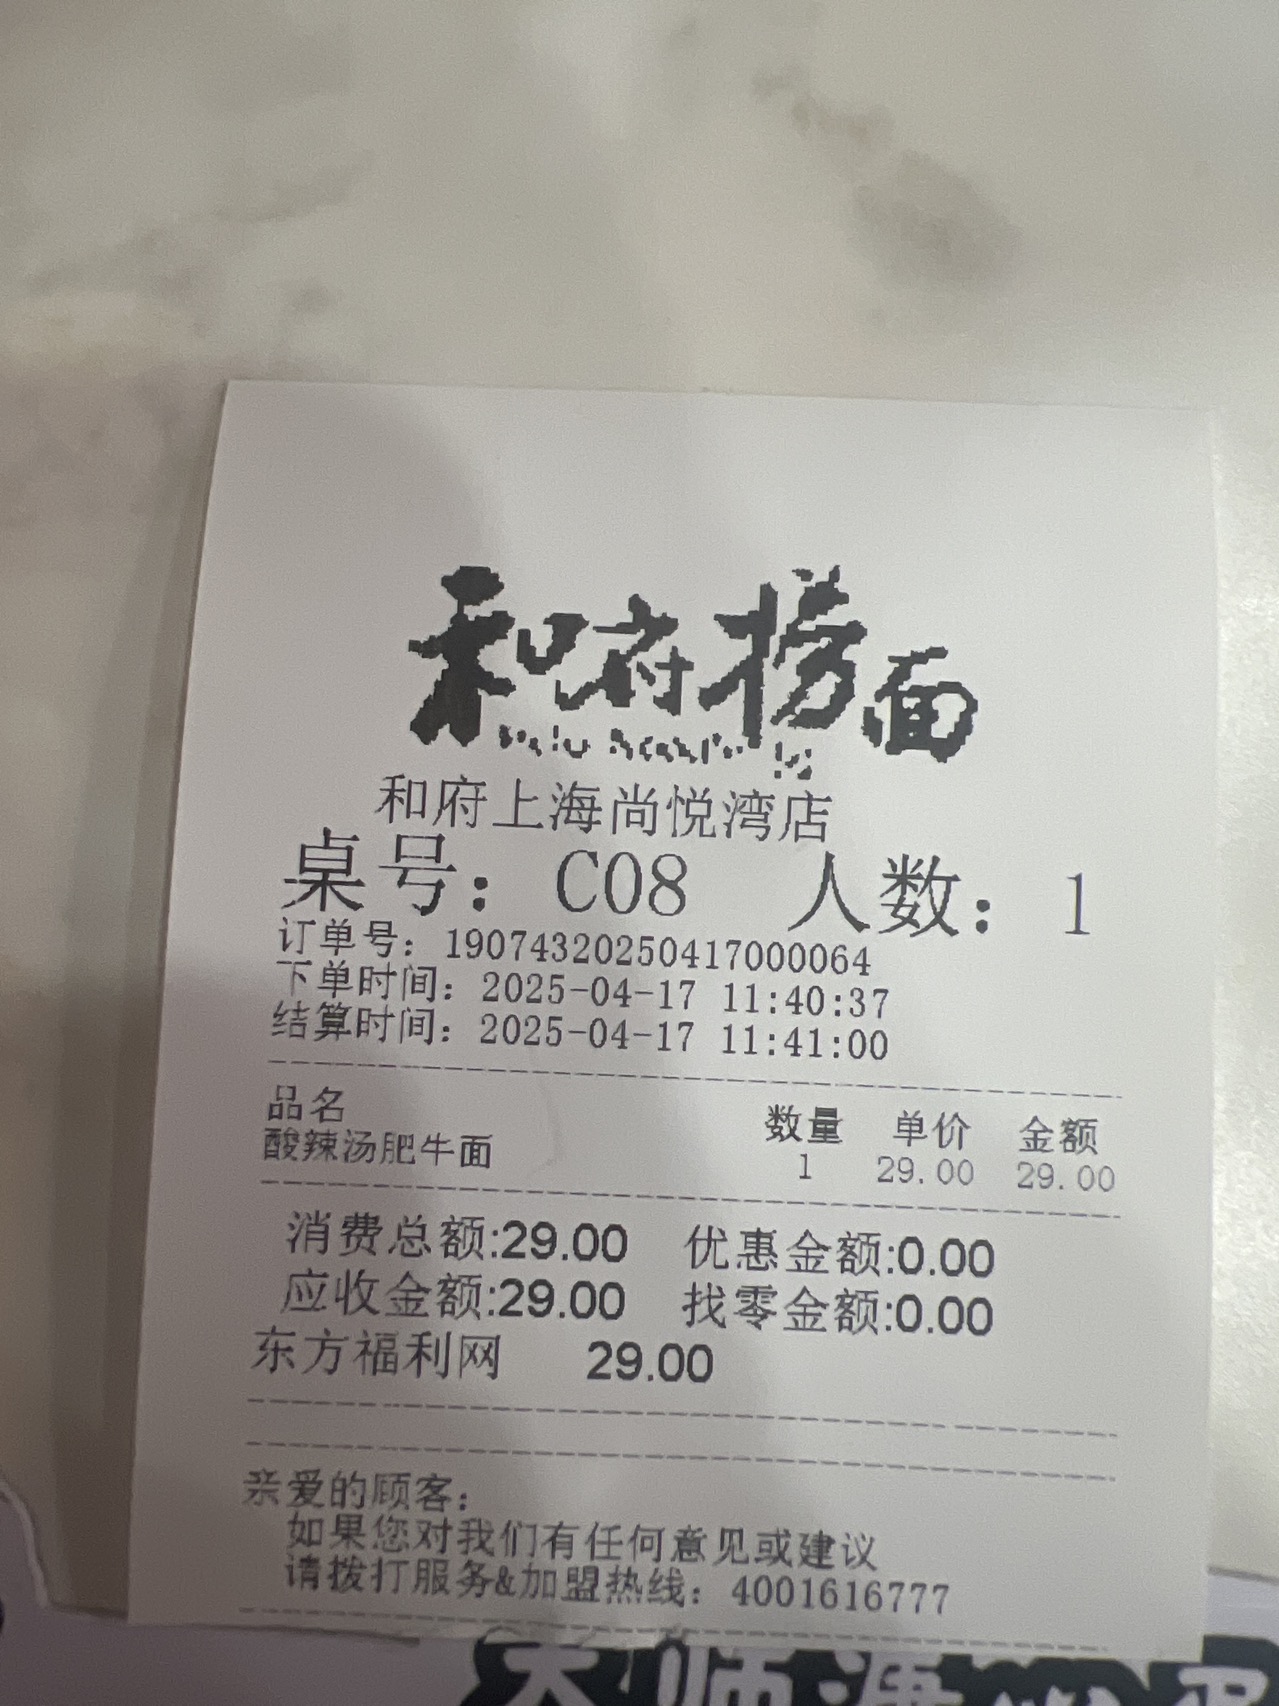 和府捞面
和府上海尚悦湾店
桌号：C08 人数：1
订单号：19074320250417000064
下单时间：2025-04-17 11:40:37
结算时间：2025-04-17 11:41:00
品名 数量 单价 金额
酸辣汤肥牛面 1 29.00 29.00
消费总额:29.00 优惠金额:0.00
应收金额:29.00 找零金额:0.00
东方福利网 29.00
亲爱的顾客：
如果您对我们有任何意见或建议
请拨打服务&加盟热线：4001616777